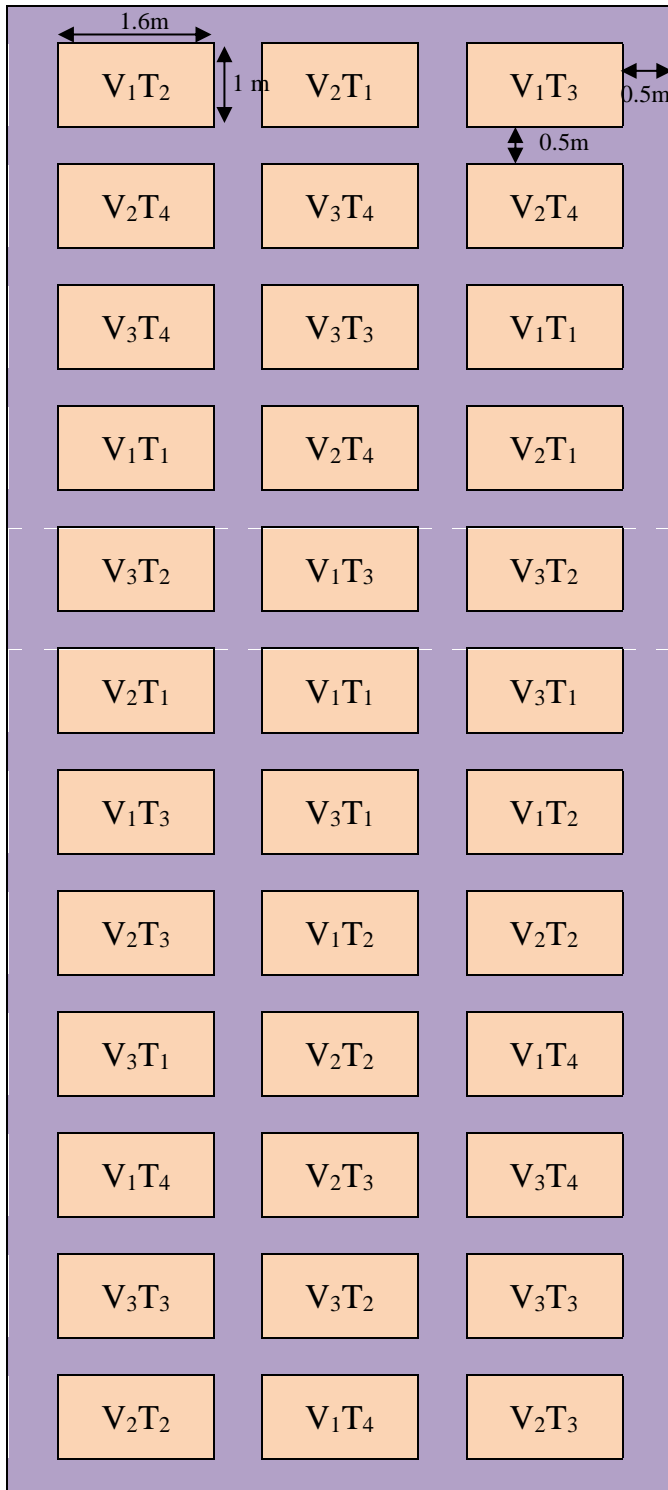 1.6m
V₁T₂ 1 m V₂T₁ V₁T₃ 0.5m
0.5m
V₂T₄ V₃T₄ V₂T₄
V₃T₄ V₃T₃ V₁T₁
V₁T₁ V₂T₄ V₂T₁
V₃T₂ V₁T₃ V₃T₂
V₂T₁ V₁T₁ V₃T₁
V₁T₃ V₃T₁ V₁T₂
V₂T₃ V₁T₂ V₂T₂
V₃T₁ V₂T₂ V₁T₄
V₁T₄ V₂T₃ V₃T₄
V₃T₃ V₃T₂ V₃T₃
V₂T₂ V₁T₄ V₂T₃